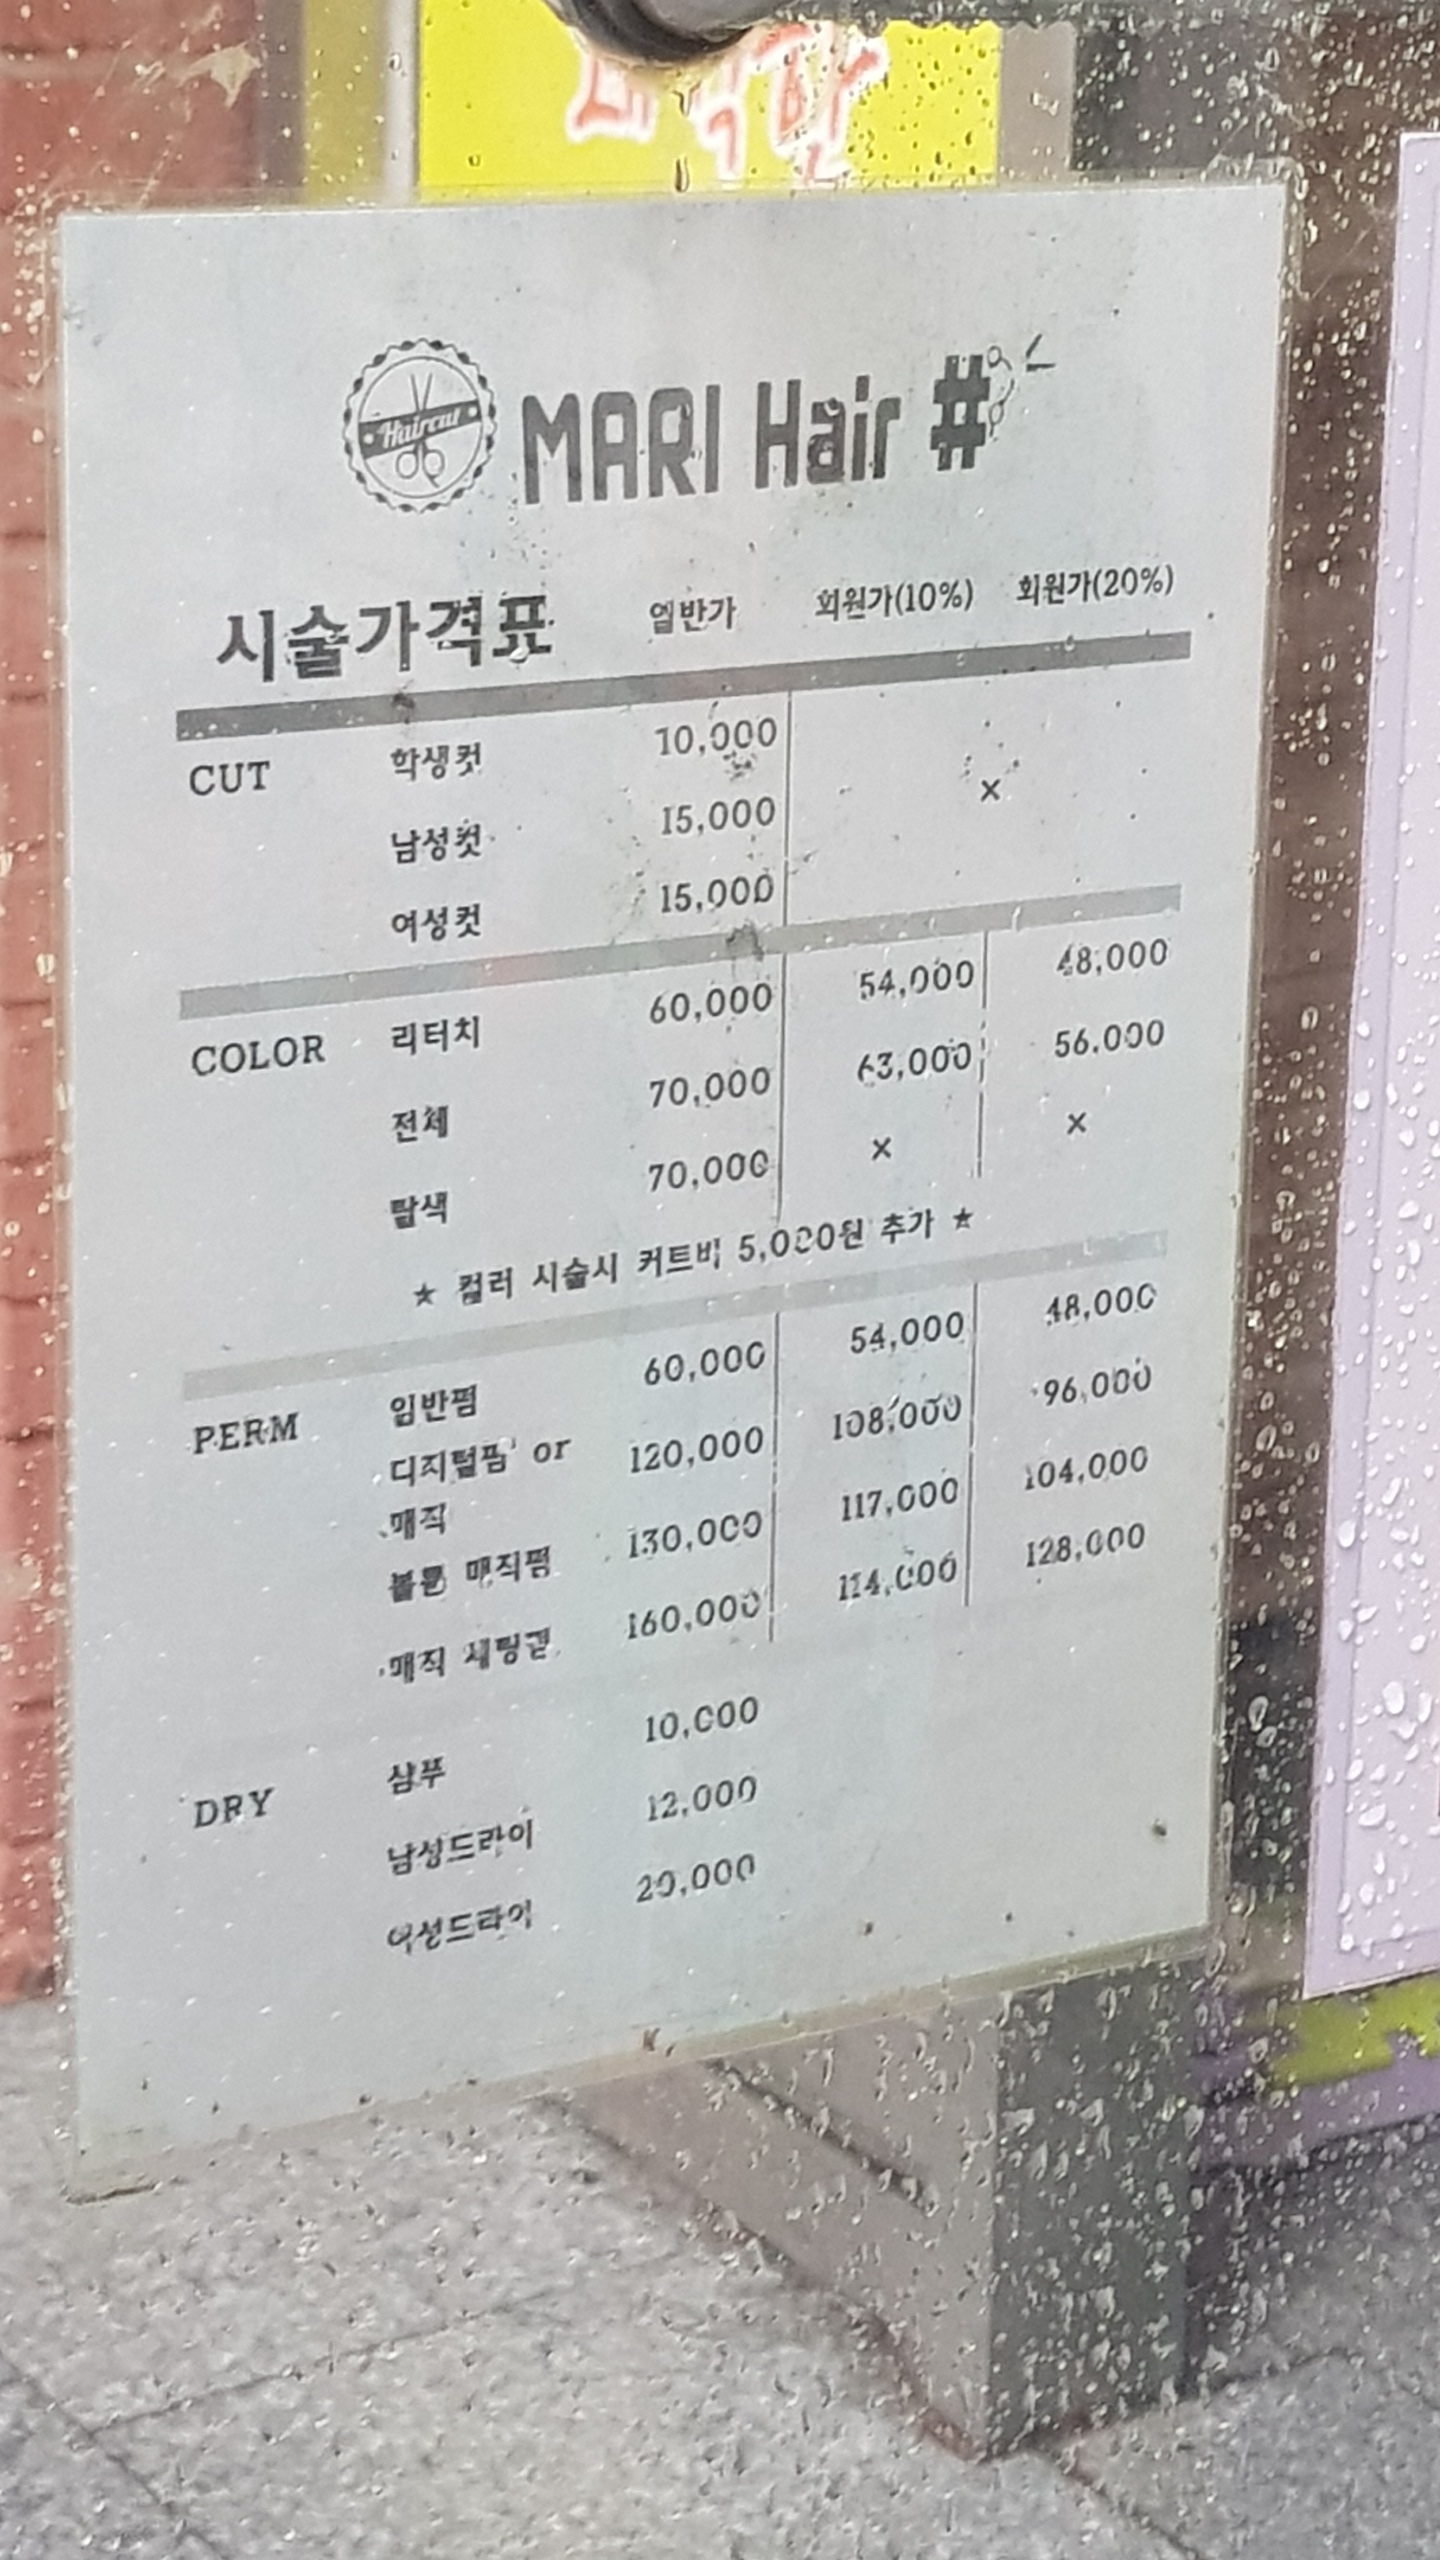 Haircut
MARI Hair #
시술가격표 일반가 회원가(10%) 회원가(20%)
CUT 학생컷 10,000 ×
남성컷 15,000
여성컷 15,000
COLOR 리터치 60,000 54,000 48,000
전체 70,000 63,000 56,000
탈색 70,000 × ×
★ 컬러 시술시 커트비 5,000원 추가 ★
PERM 일반펌 60,000 54,000 48,000
디지털펌 or 120,000 108,000 96,000
매직
볼륨 매직펌 130,000 117,000 104,000
매직 세팅 160,000 114,000 128,000
DRY 샴푸 10,000
남성드라이 12,000
여성드라이 20,000